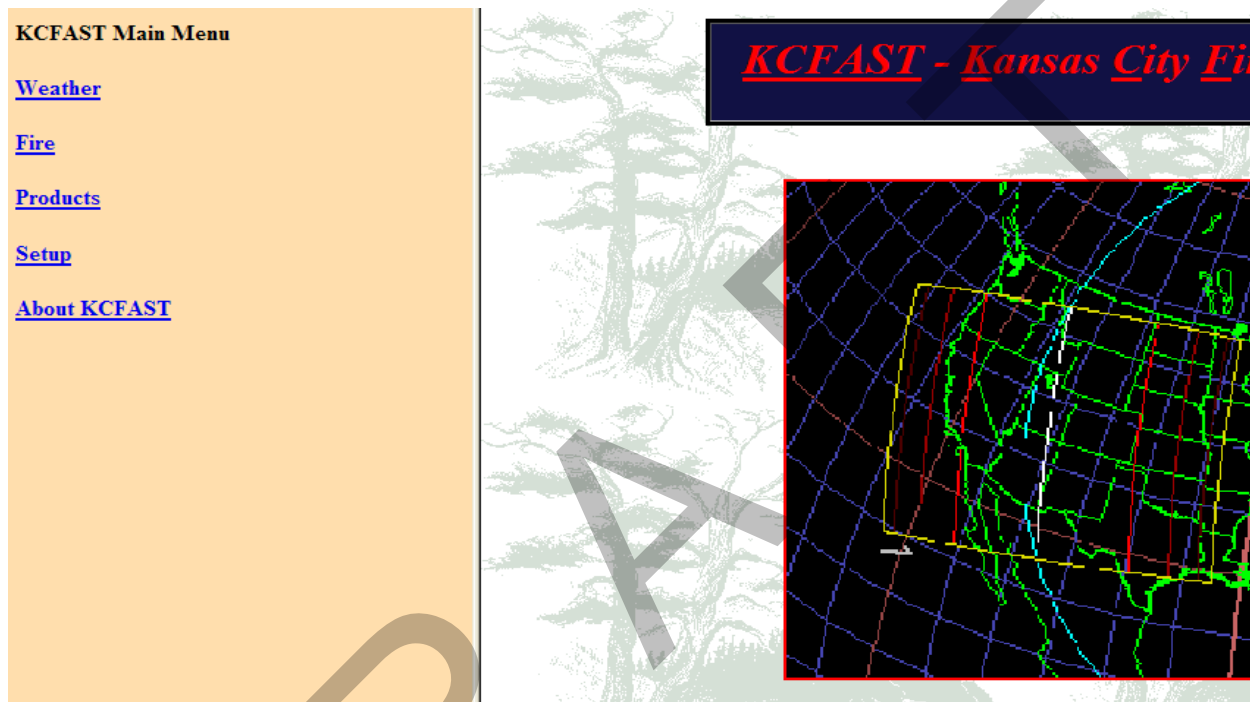 KCFAST Main Menu
Weather
Fire
Products
Setup
About KCFAST
KCFAST - Kansas City